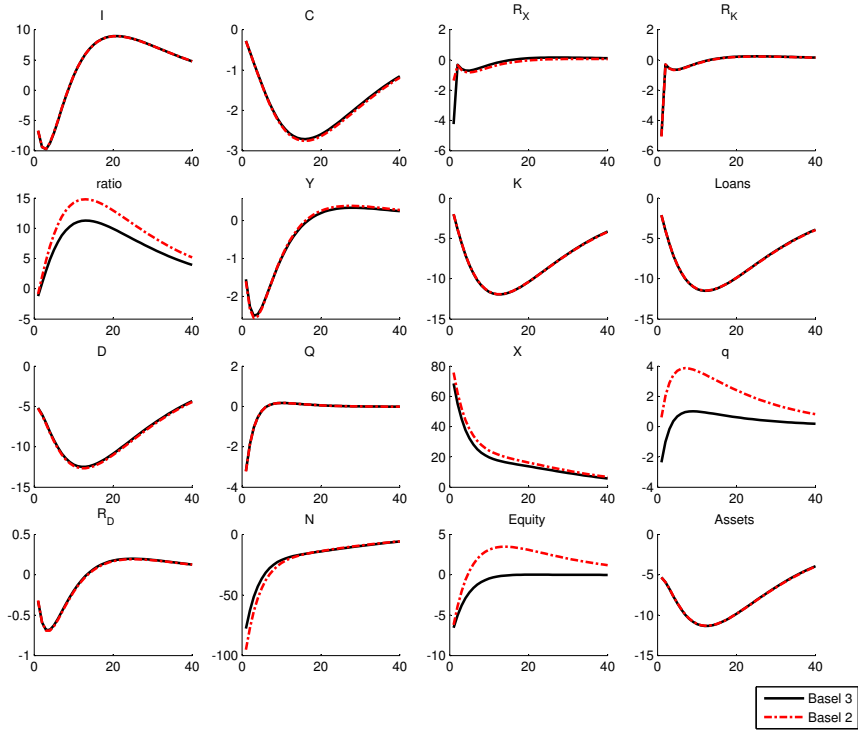 I C R_X R_K
10 0 2 2
5 -1 0 0
0 -2 -2
-5 -2 -4 -4
-10 -3 -6 -6
0 20 40 0 20 40 0 20 40 0 20 40
ratio Y K Loans
15 0 0
10 0 -5 -5
5 -1
0 -2 -10 -10
-5 -15 -15
0 20 40 0 20 40 0 20 40 0 20 40
D Q X q
0 2 80 4
-5 0 60 2
-10 -2 40 0
20 -2
-15 -4 0 -4
0 20 40 0 20 40 0 20 40 0 20 40
R_D N Equity Assets
0.5 0 5 0
0 -50 0 -5
-0.5 -5 -10
-1 -100 -10 -15
0 20 40 0 20 40 0 20 40 0 20 40
Basel 3
Basel 2